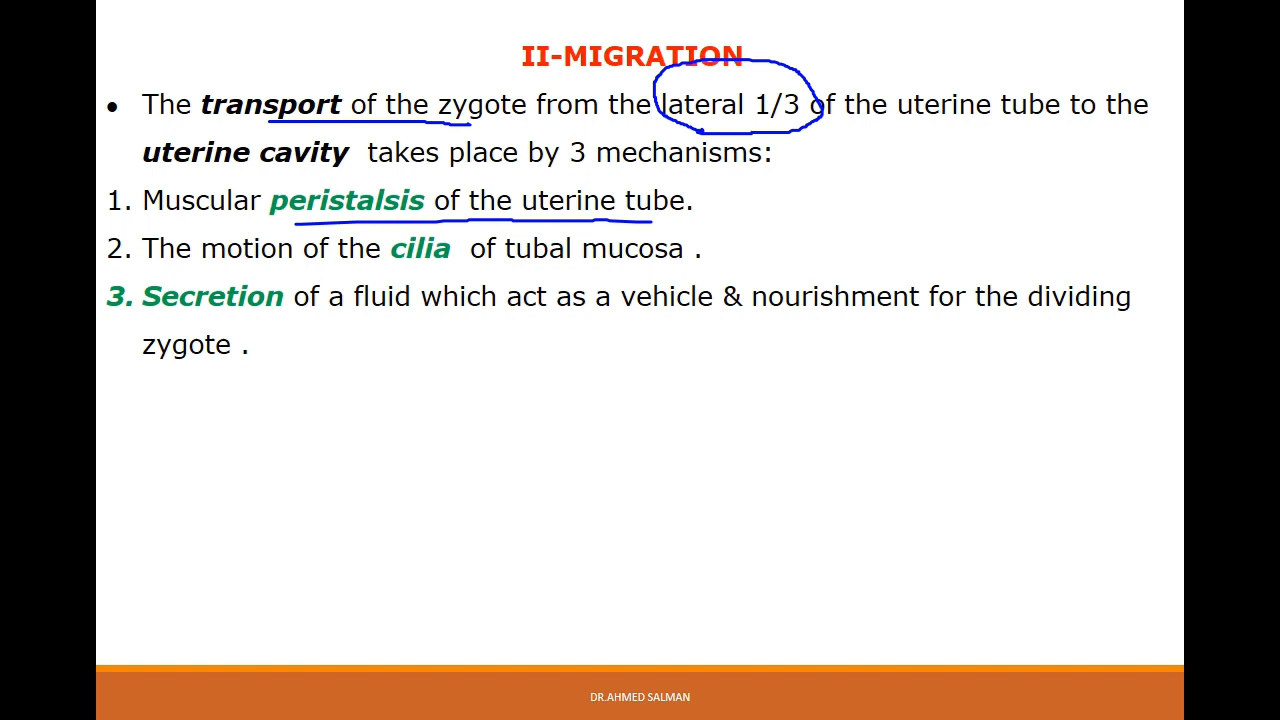 II-MIGRATION
• The transport of the zygote from the lateral 1/3 of the uterine tube to the
uterine cavity takes place by 3 mechanisms:
1. Muscular peristalsis of the uterine tube.
2. The motion of the cilia of tubal mucosa .
3. Secretion of a fluid which act as a vehicle & nourishment for the dividing
zygote .
DR.AHMED SALMAN